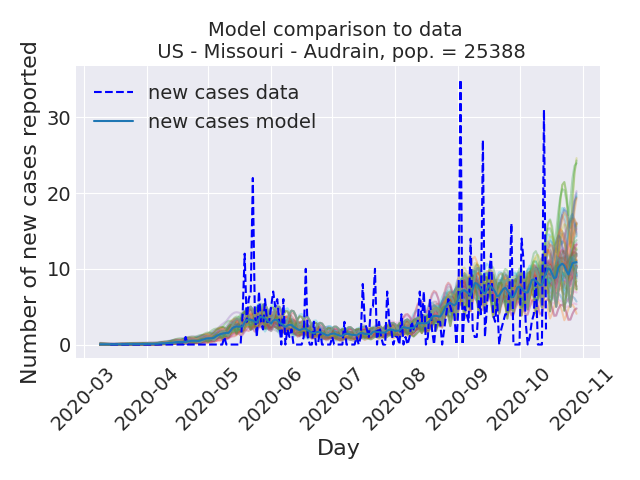 Model comparison to data
US - Missouri - Audrain, pop. = 25388
Number of new cases reported
30
20
10
0
new cases data
new cases model
2020-03
2020-04
2020-05
2020-06
2020-07
2020-08
2020-09
2020-10
2020-11
Day